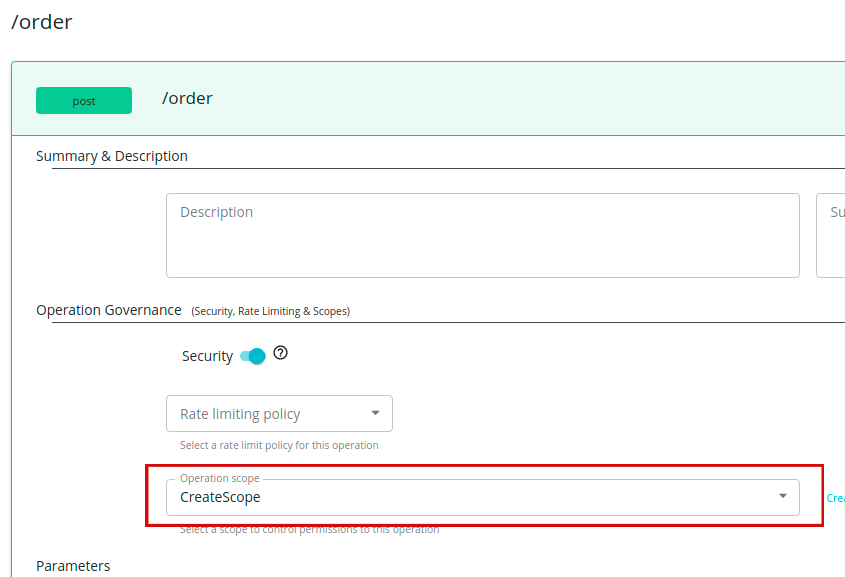 /order
post /order
Summary & Description
Description
Su
Operation Governance (Security, Rate Limiting & Scopes)
Security
Rate limiting policy
Select a rate limit policy for this operation
Operation scope
CreateScope
Crea
Select a scope to control permissions to this operation
Parameters